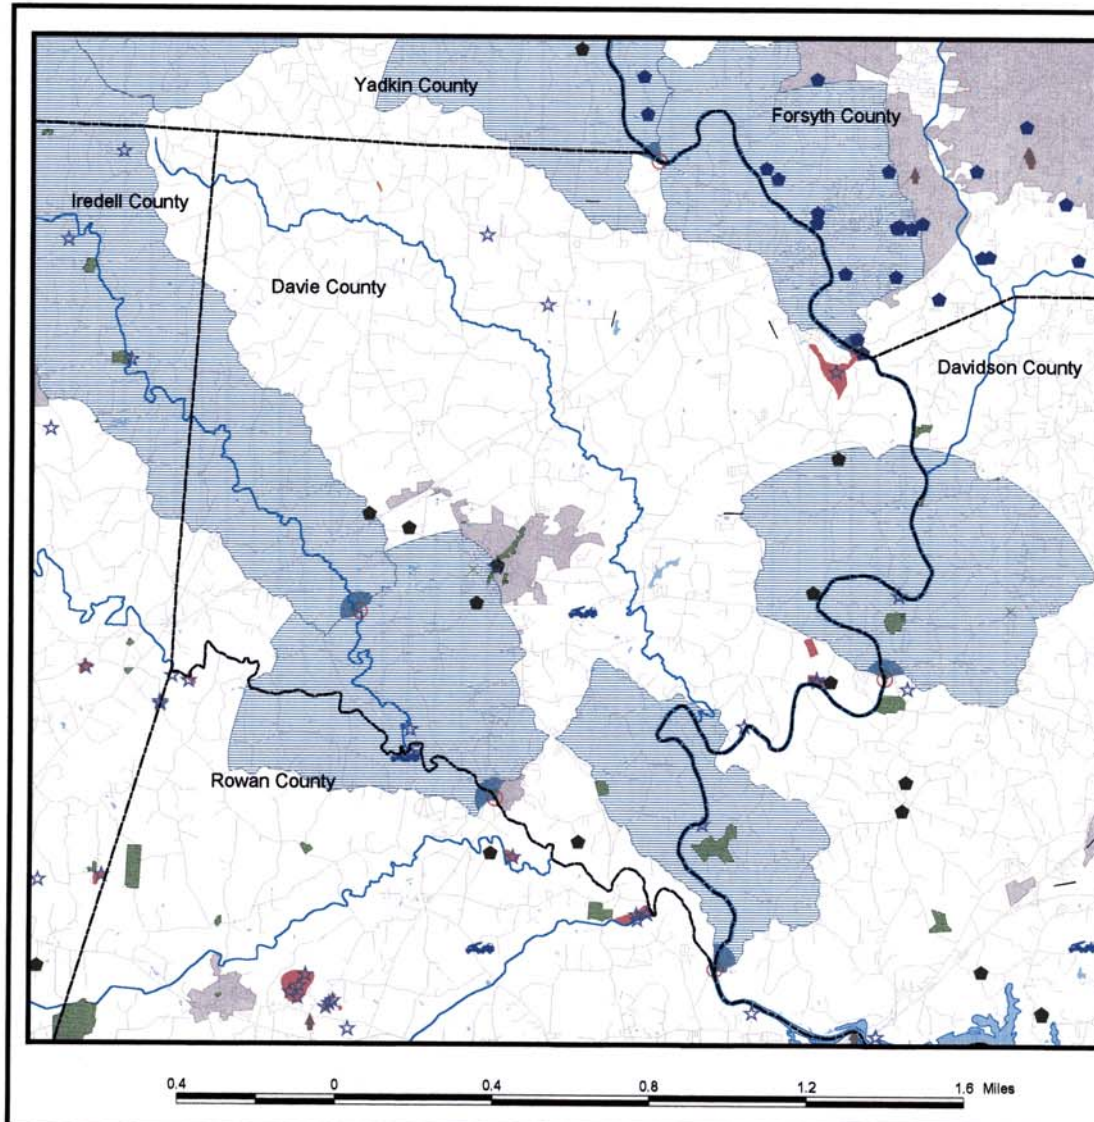 Yadkin County
Forsyth County
Iredell County
Davie County
Davidson County
Rowan County
0.4 0 0.4 0.8 1.2 1.6 Miles